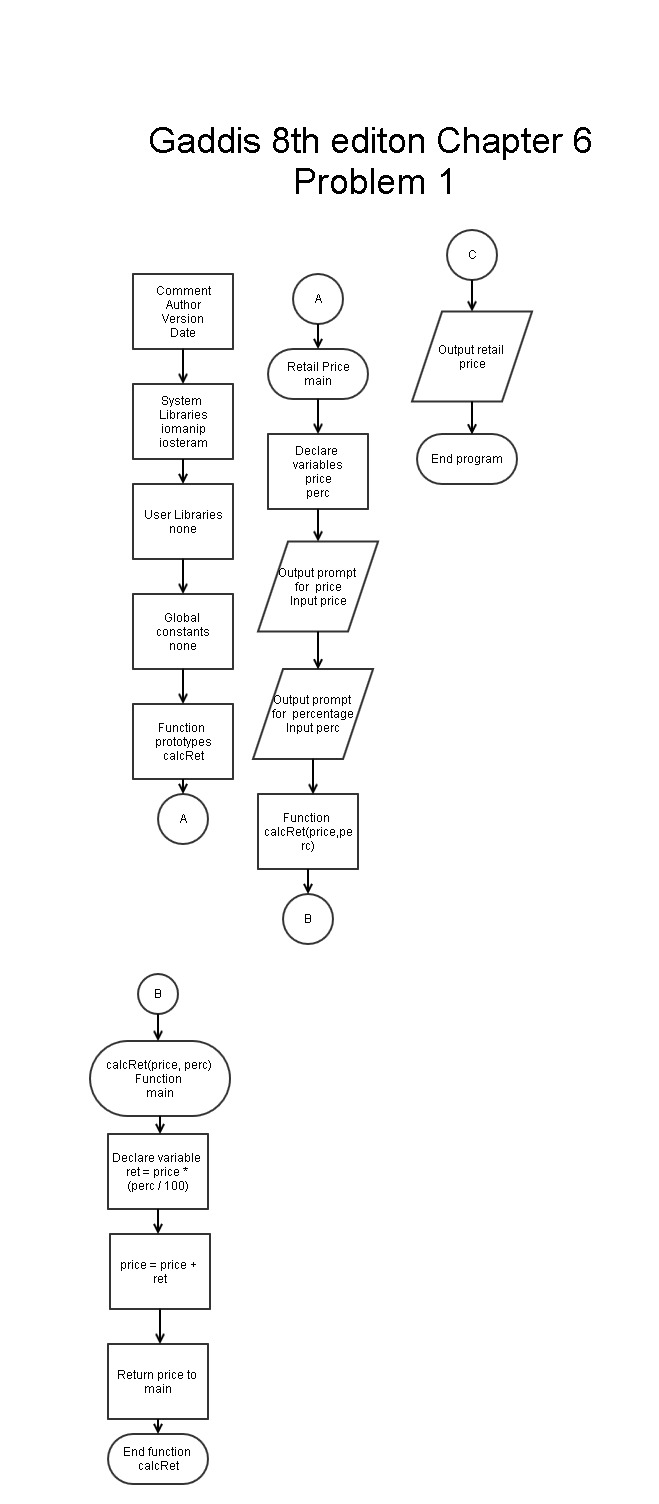 Gaddis 8th editon Chapter 6
Problem 1
Comment
Author
Version
Date
System
Libraries
iomanip
iosteram
User Libraries
none
Global
constants
none
Function
prototypes
calcRet
A
A
Retail Price
main
Declare
variables
price
perc
Output prompt
for price
Input price
Output prompt
for percentage
Input perc
Function
calcRet(price,pe
rc)
B
C
Output retail
price
End program
B
calcRet(price, perc)
Function
main
Declare variable
ret = price *
(perc / 100)
price = price +
ret
Return price to
main
End function
calcRet